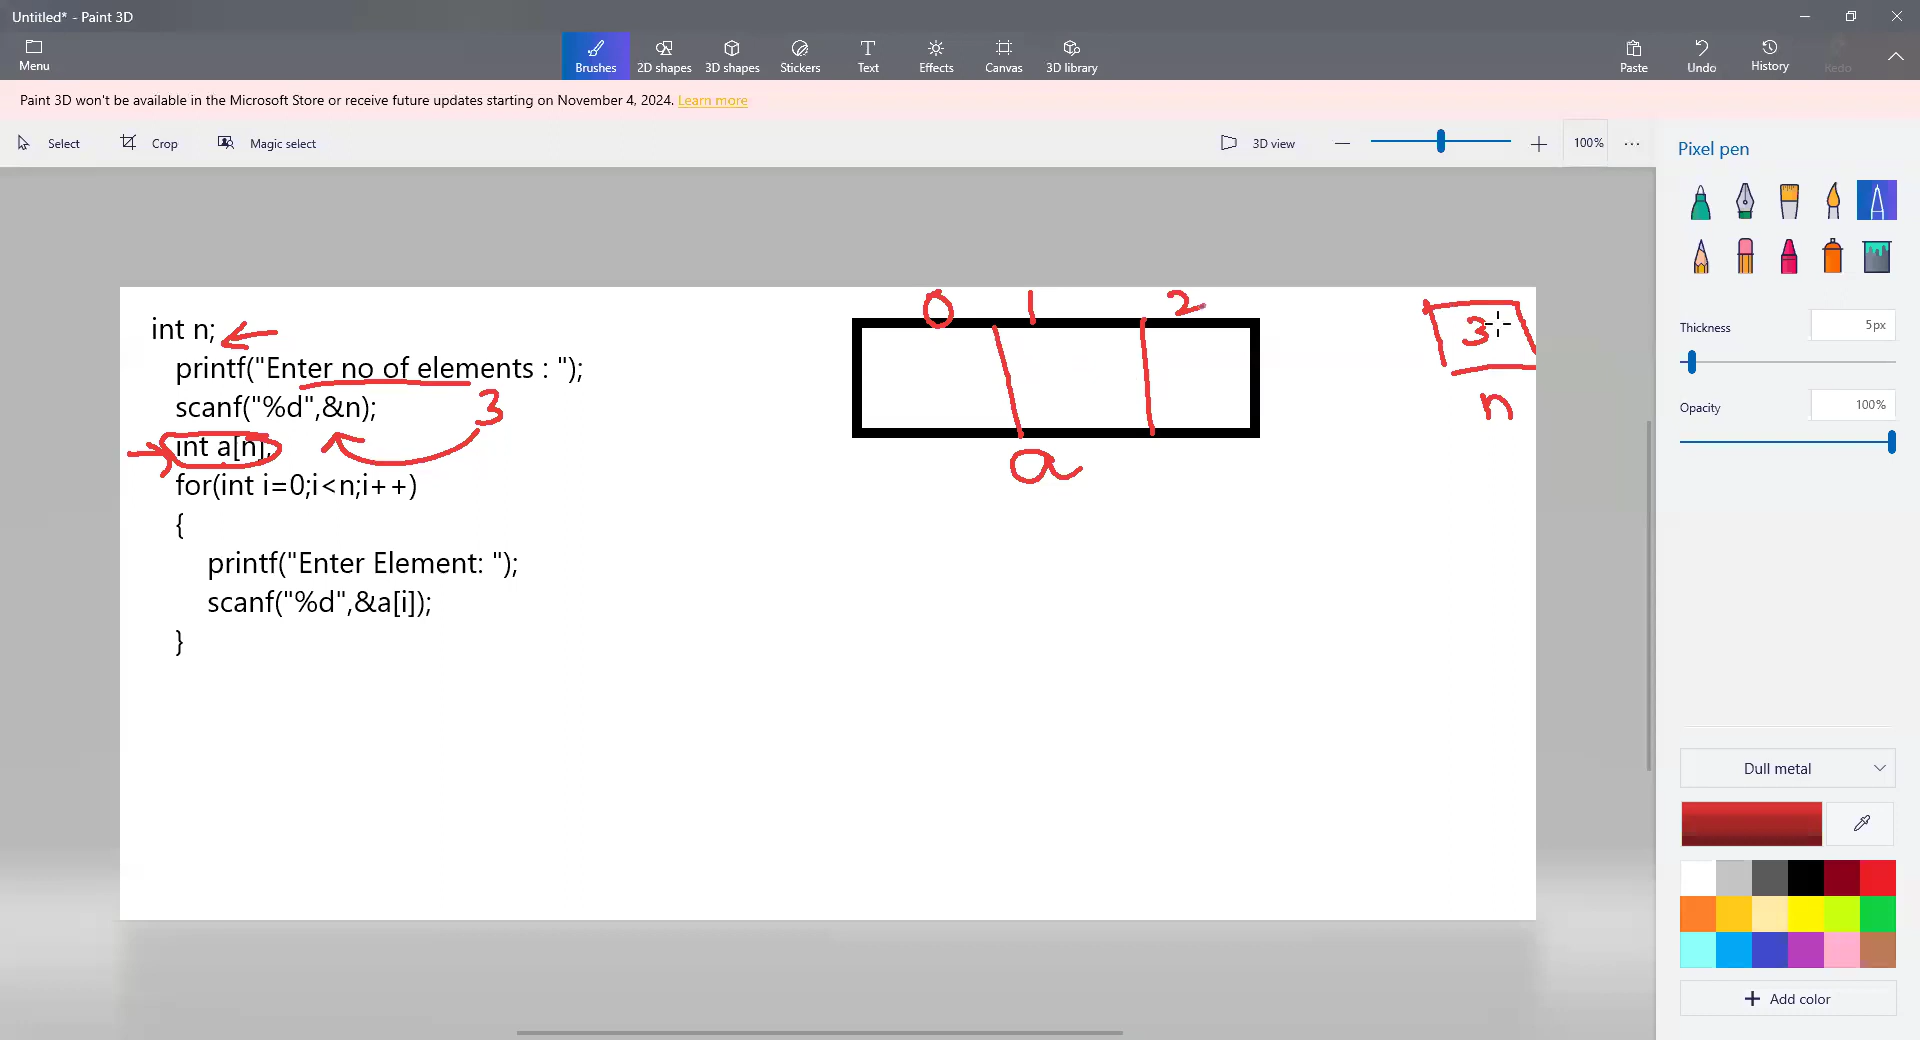 Untitled* - Paint 3D
Menu
Brushes
2D shapes
3D shapes
Stickers
Text
Effects
Canvas
3D library
Paste
Undo
History
Redo
Paint 3D won't be available in the Microsoft Store or receive future updates starting on November 4, 2024. Learn more
Select
Crop
Magic select
3D view
100%
Pixel pen
Thickness
5px
Opacity
100%
Dull metal
Add color
int n;
printf("Enter no of elements : ");
scanf("%d",&n);
int a[n];
for(int i=0;i<n;i++)
{
printf("Enter Element: ");
scanf("%d",&a[i]);
}
3
0 1 2
a
3
n